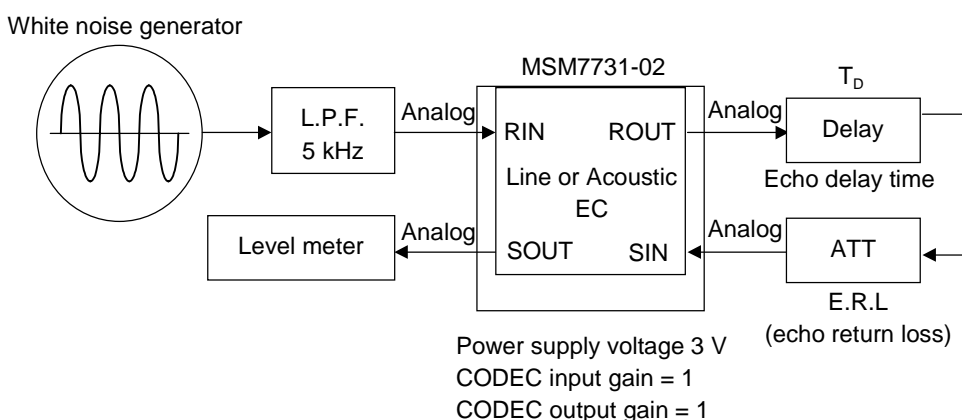 White noise generator
MSM7731-02
T_D
L.P.F.
5 kHz
Analog
RIN
ROUT
Analog
Delay
Line or Acoustic
EC
Echo delay time
Level meter
Analog
SOUT
SIN
Analog
ATT
E.R.L
(echo return loss)
Power supply voltage 3 V
CODEC input gain = 1
CODEC output gain = 1